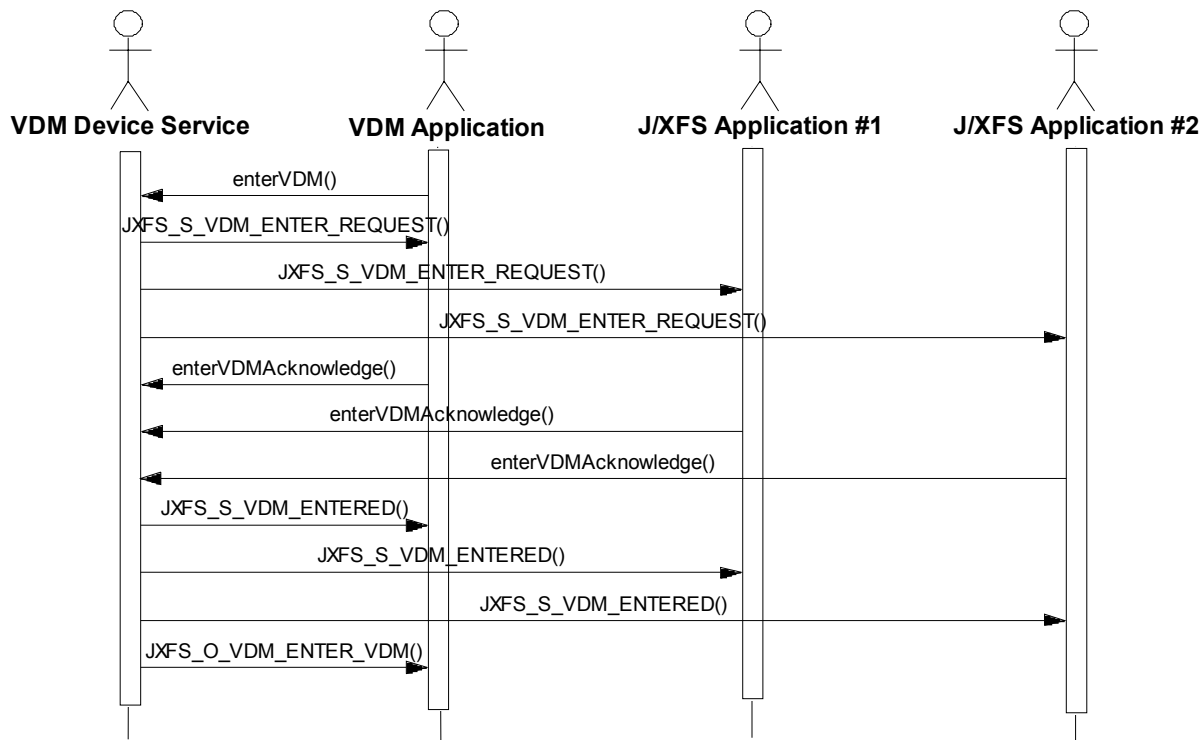 VDM Device Service
VDM Application
J/XFS Application #1
J/XFS Application #2
enterVDM()
JXFS_S_VDM_ENTER_REQUEST()
JXFS_S_VDM_ENTER_REQUEST()
JXFS_S_VDM_ENTER_REQUEST()
enterVDMAcknowledge()
enterVDMAcknowledge()
enterVDMAcknowledge()
JXFS_S_VDM_ENTERED()
JXFS_S_VDM_ENTERED()
JXFS_S_VDM_ENTERED()
JXFS_O_VDM_ENTER_VDM()